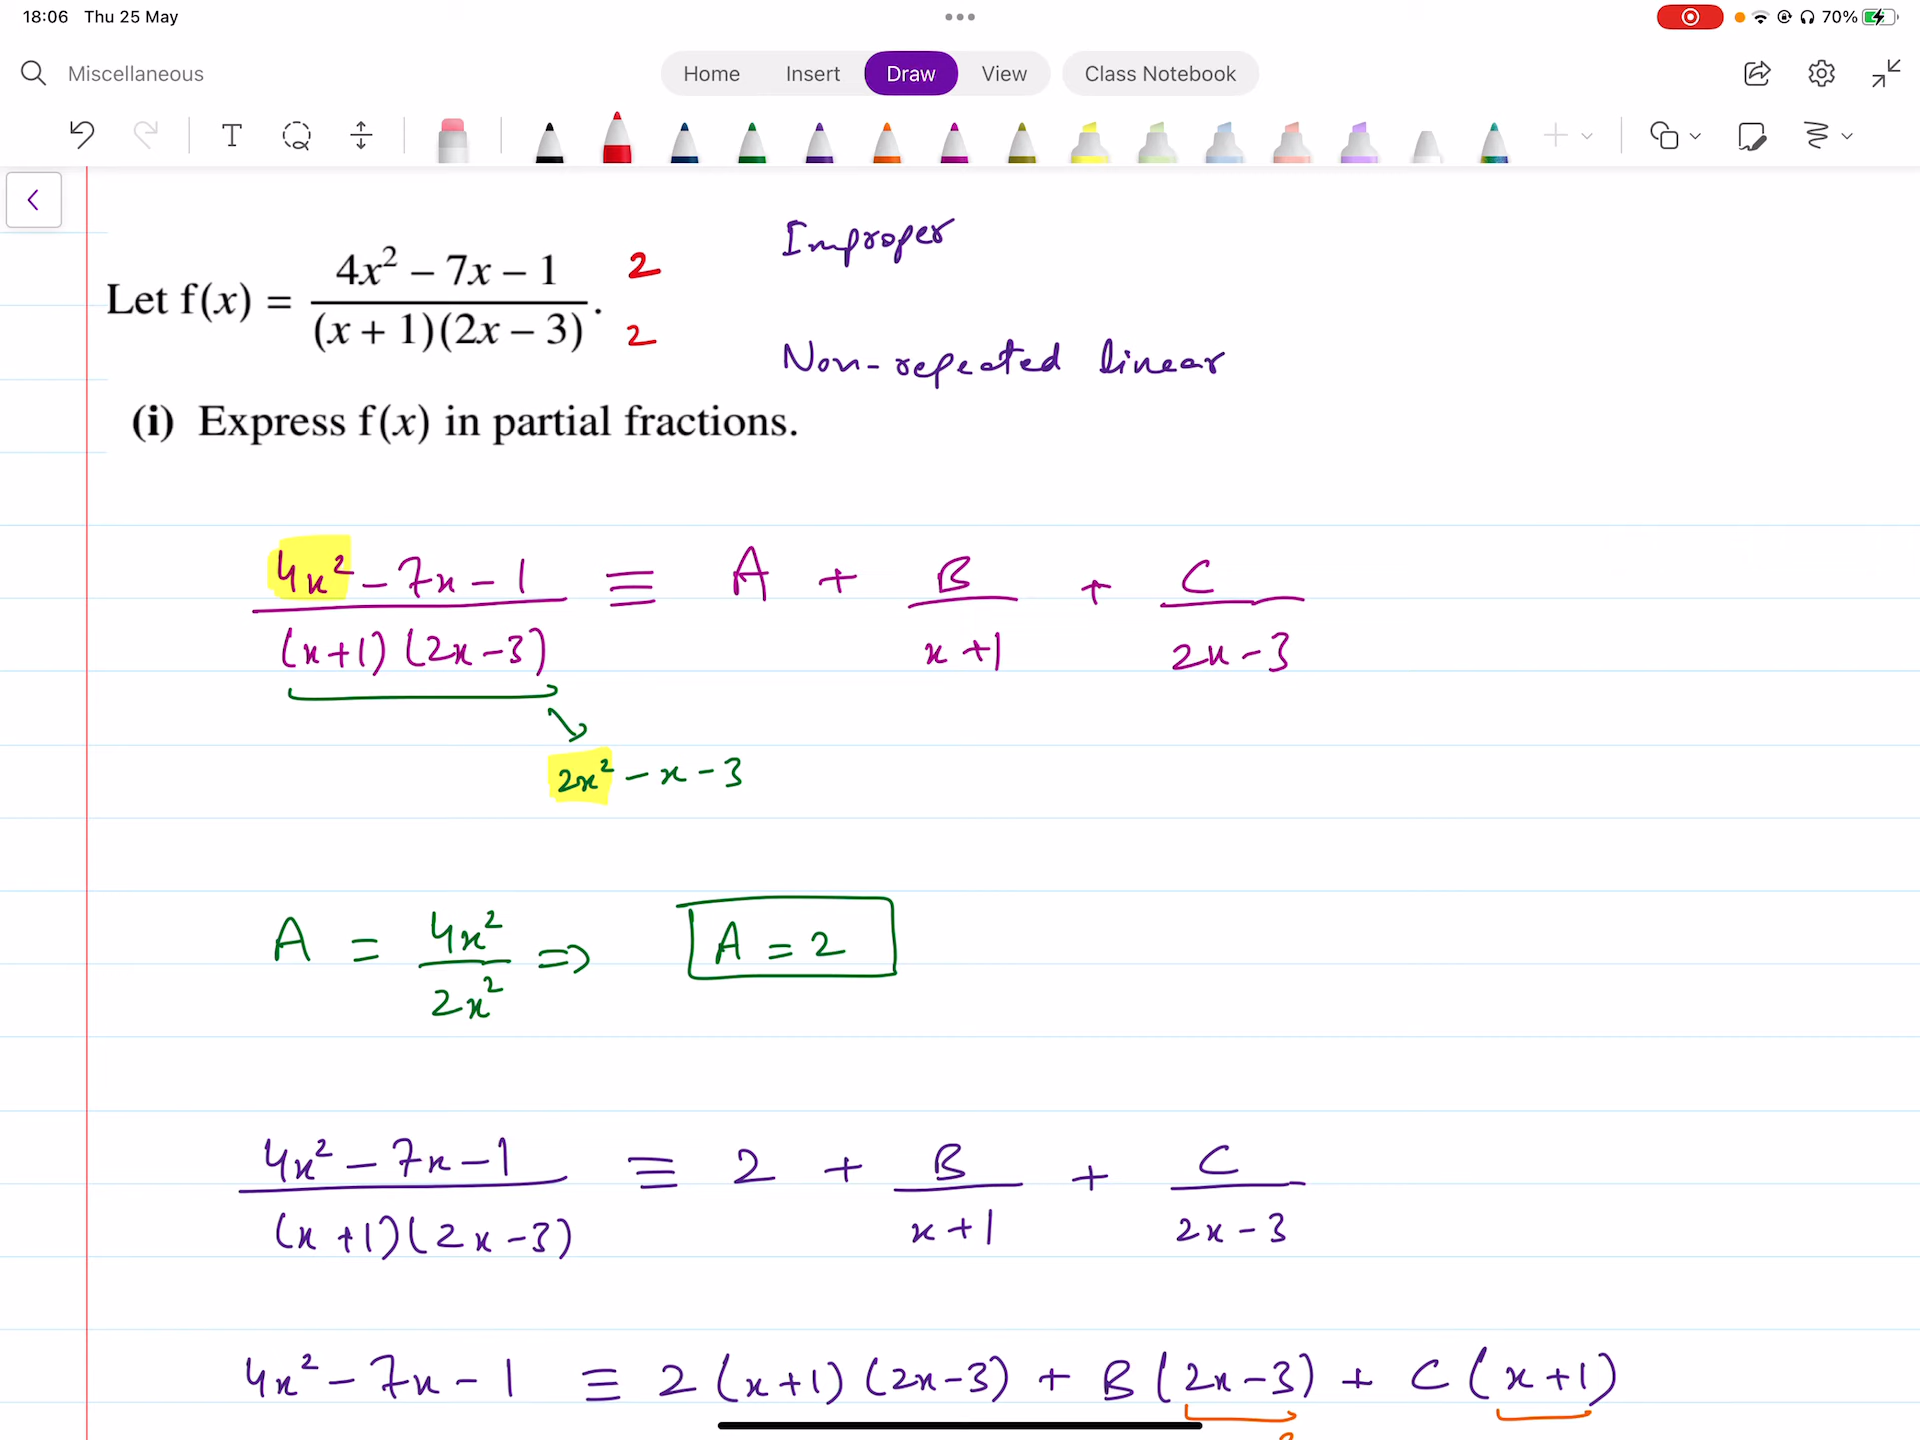 18:06 Thu 25 May
70%
Miscellaneous
Home Insert Draw View Class Notebook
T
Improper
Let f(x) = (4x² − 7x − 1) / ((x + 1)(2x − 3)). 2 2
Non-repeated linear
(i) Express f(x) in partial fractions.
(4x² − 7x − 1) / ((x+1)(2x−3)) ≡ A + B/(x+1) + C/(2x−3)
2x² − x − 3
A = 4x²/2x² ⇒ A = 2
(4x² − 7x − 1) / ((x+1)(2x−3)) ≡ 2 + B/(x+1) + C/(2x−3)
4x² − 7x − 1 ≡ 2(x+1)(2x−3) + B(2x−3) + C(x+1)